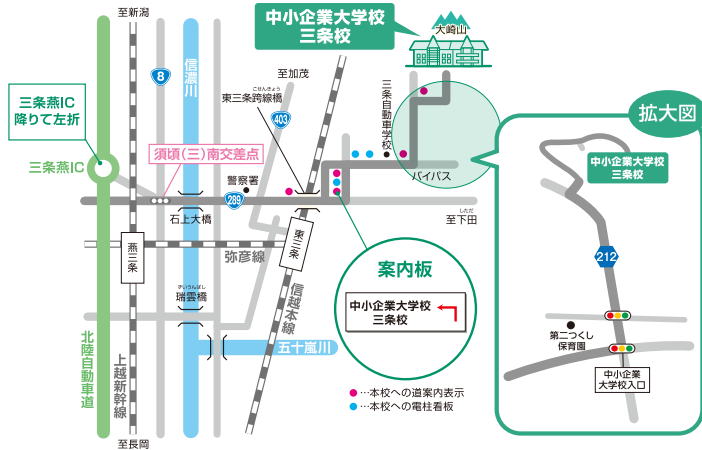 至新潟
8
信濃川
至加茂
こせんきょう
東三条跨線橋
403
中小企業大学校
三条校
大崎山
三条燕IC
降りて左折
三条燕IC
須頃(三)南交差点
警察署
289
石上大橋
三条自動車学校
バイパス
しただ
至下田
燕三条
弥彦線
東三条
ずいうんばし
瑞雲橋
信越本線
五十嵐川
北陸自動車道
上越新幹線
至長岡
案内板
中小企業大学校
三条校
●…本校への道案内表示
●…本校への電柱看板
拡大図
中小企業大学校
三条校
212
第二つくし
保育園
中小企業
大学校入口